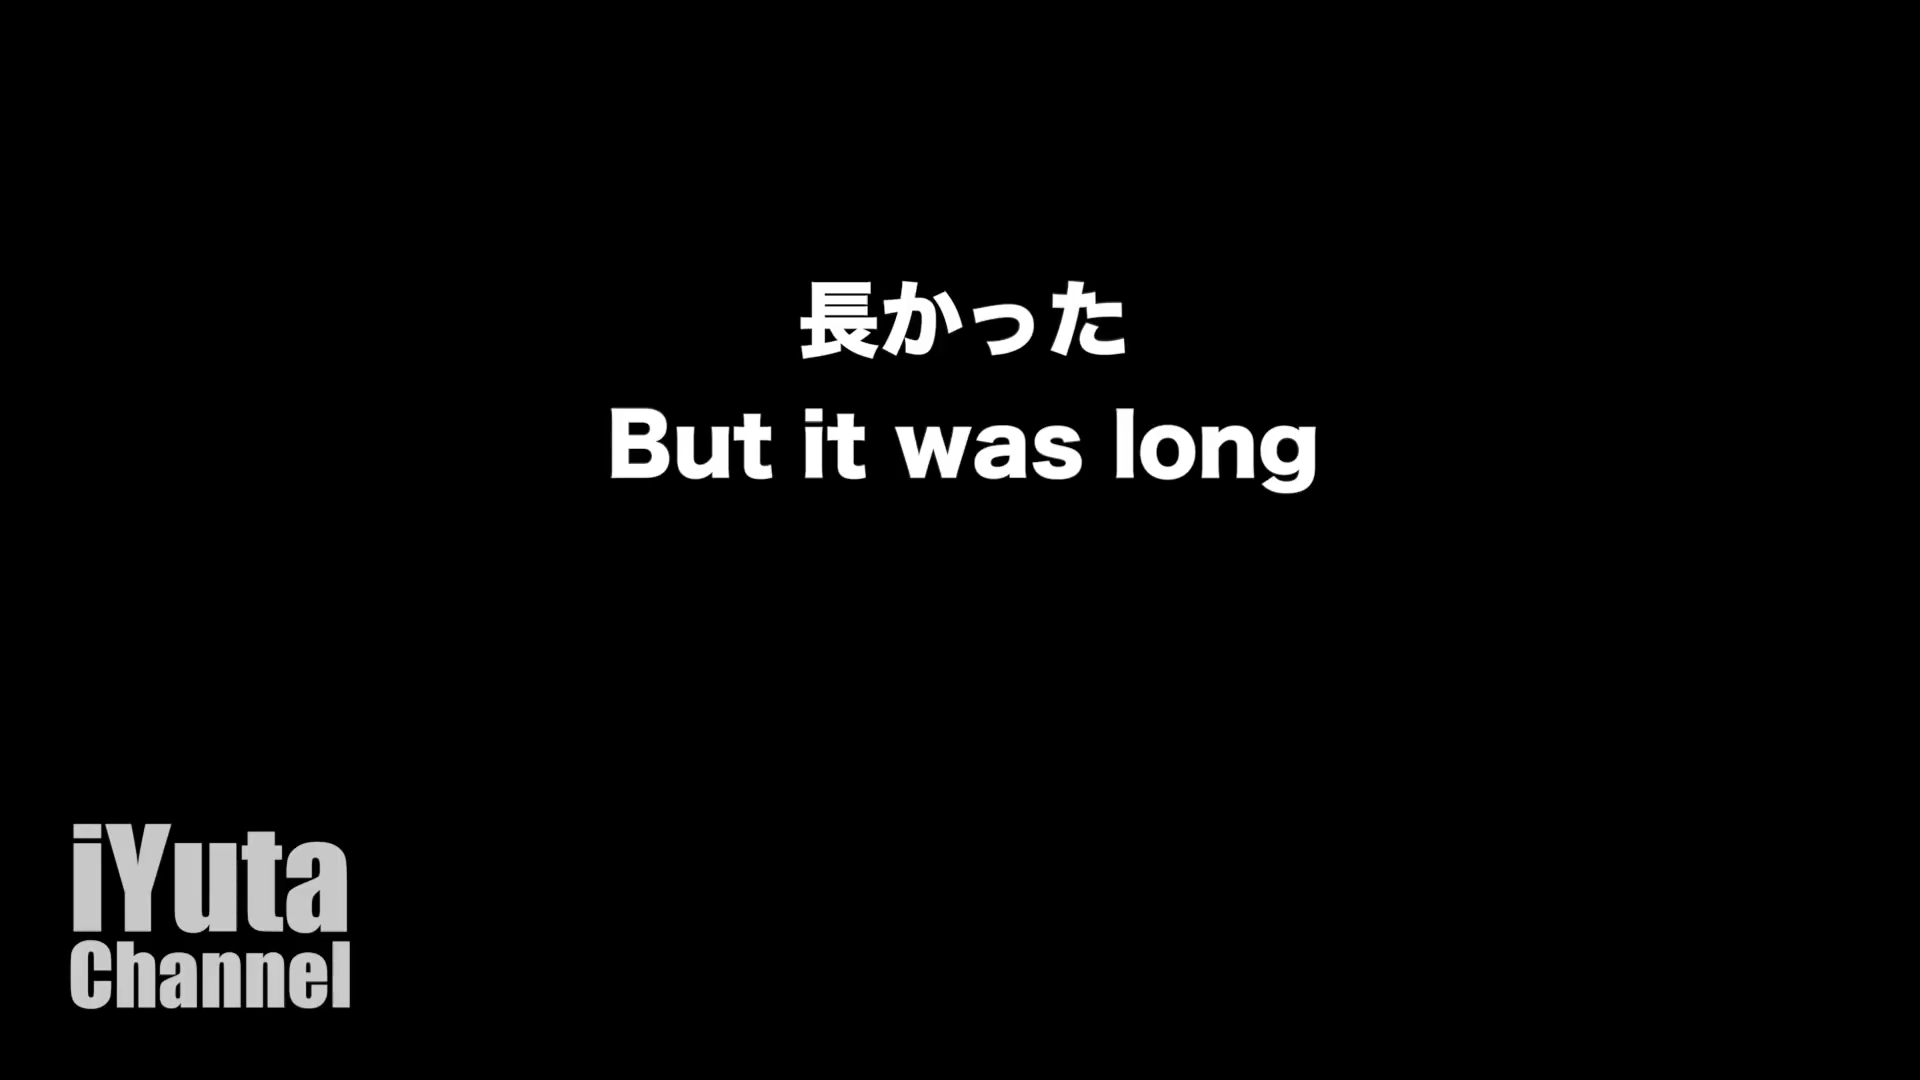 長かった
But it was long
iYuta
Channel